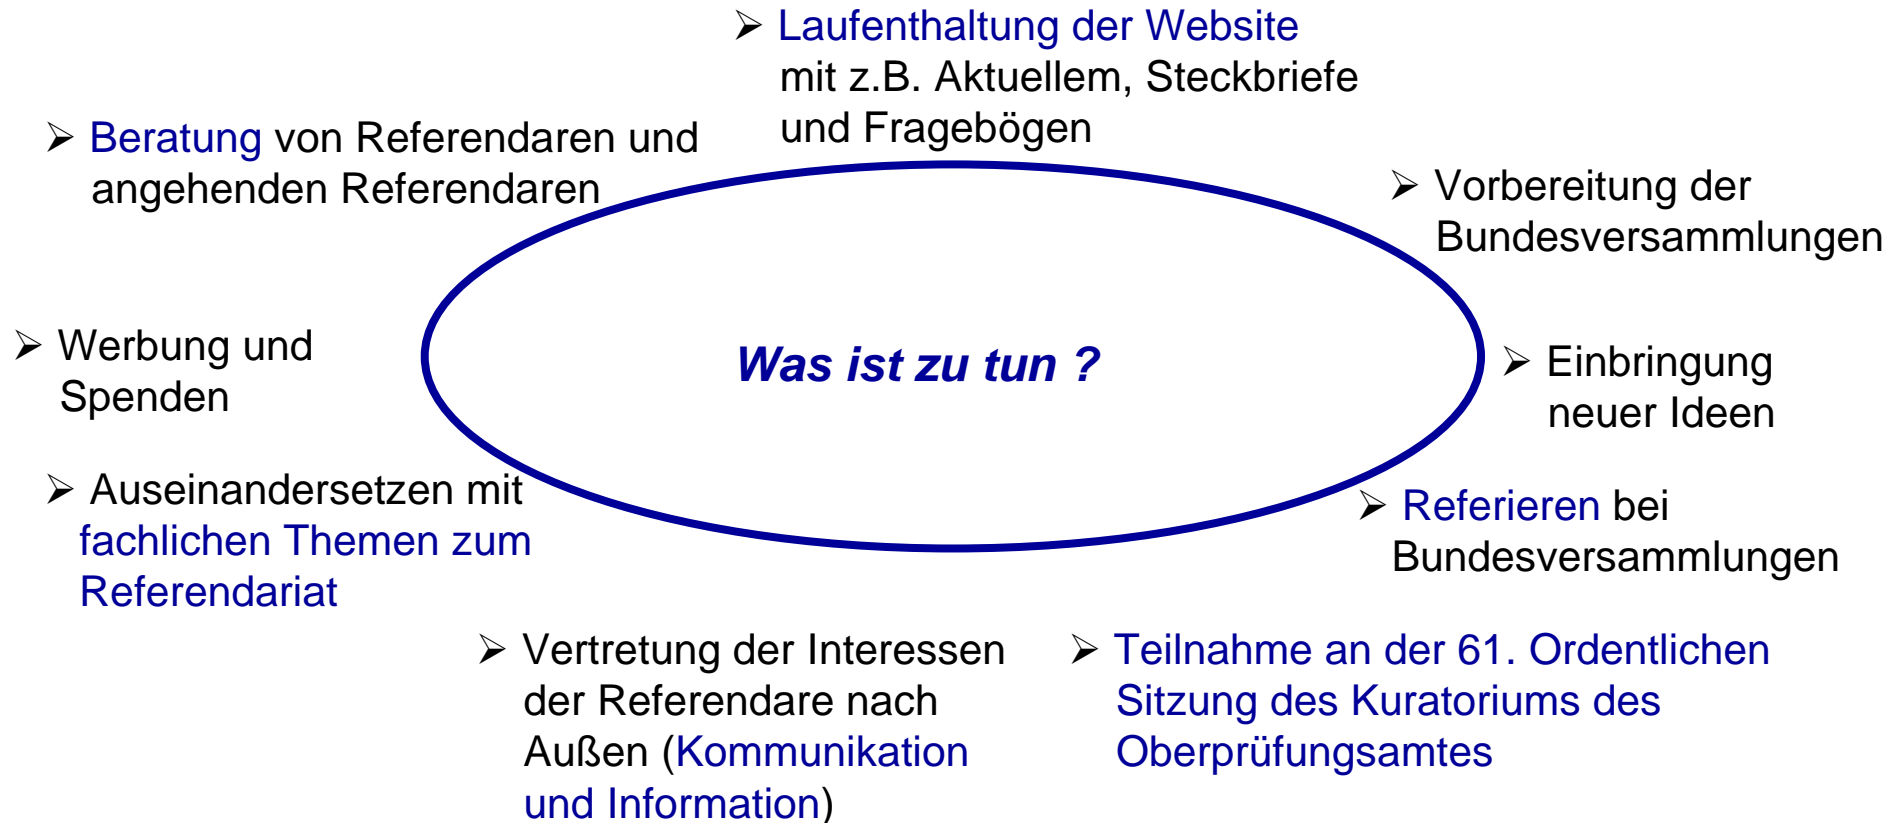 ➢ Laufenthaltung der Website
mit z.B. Aktuellem, Steckbriefe
und Fragebögen
➢ Beratung von Referendaren und
angehenden Referendaren
➢ Vorbereitung der
Bundesversammlungen
➢ Werbung und
Spenden
Was ist zu tun ?
➢ Einbringung
neuer Ideen
➢ Auseinandersetzen mit
fachlichen Themen zum
Referendariat
➢ Referieren bei
Bundesversammlungen
➢ Vertretung der Interessen
der Referendare nach
Außen (Kommunikation
und Information)
➢ Teilnahme an der 61. Ordentlichen
Sitzung des Kuratoriums des
Oberprüfungsamtes